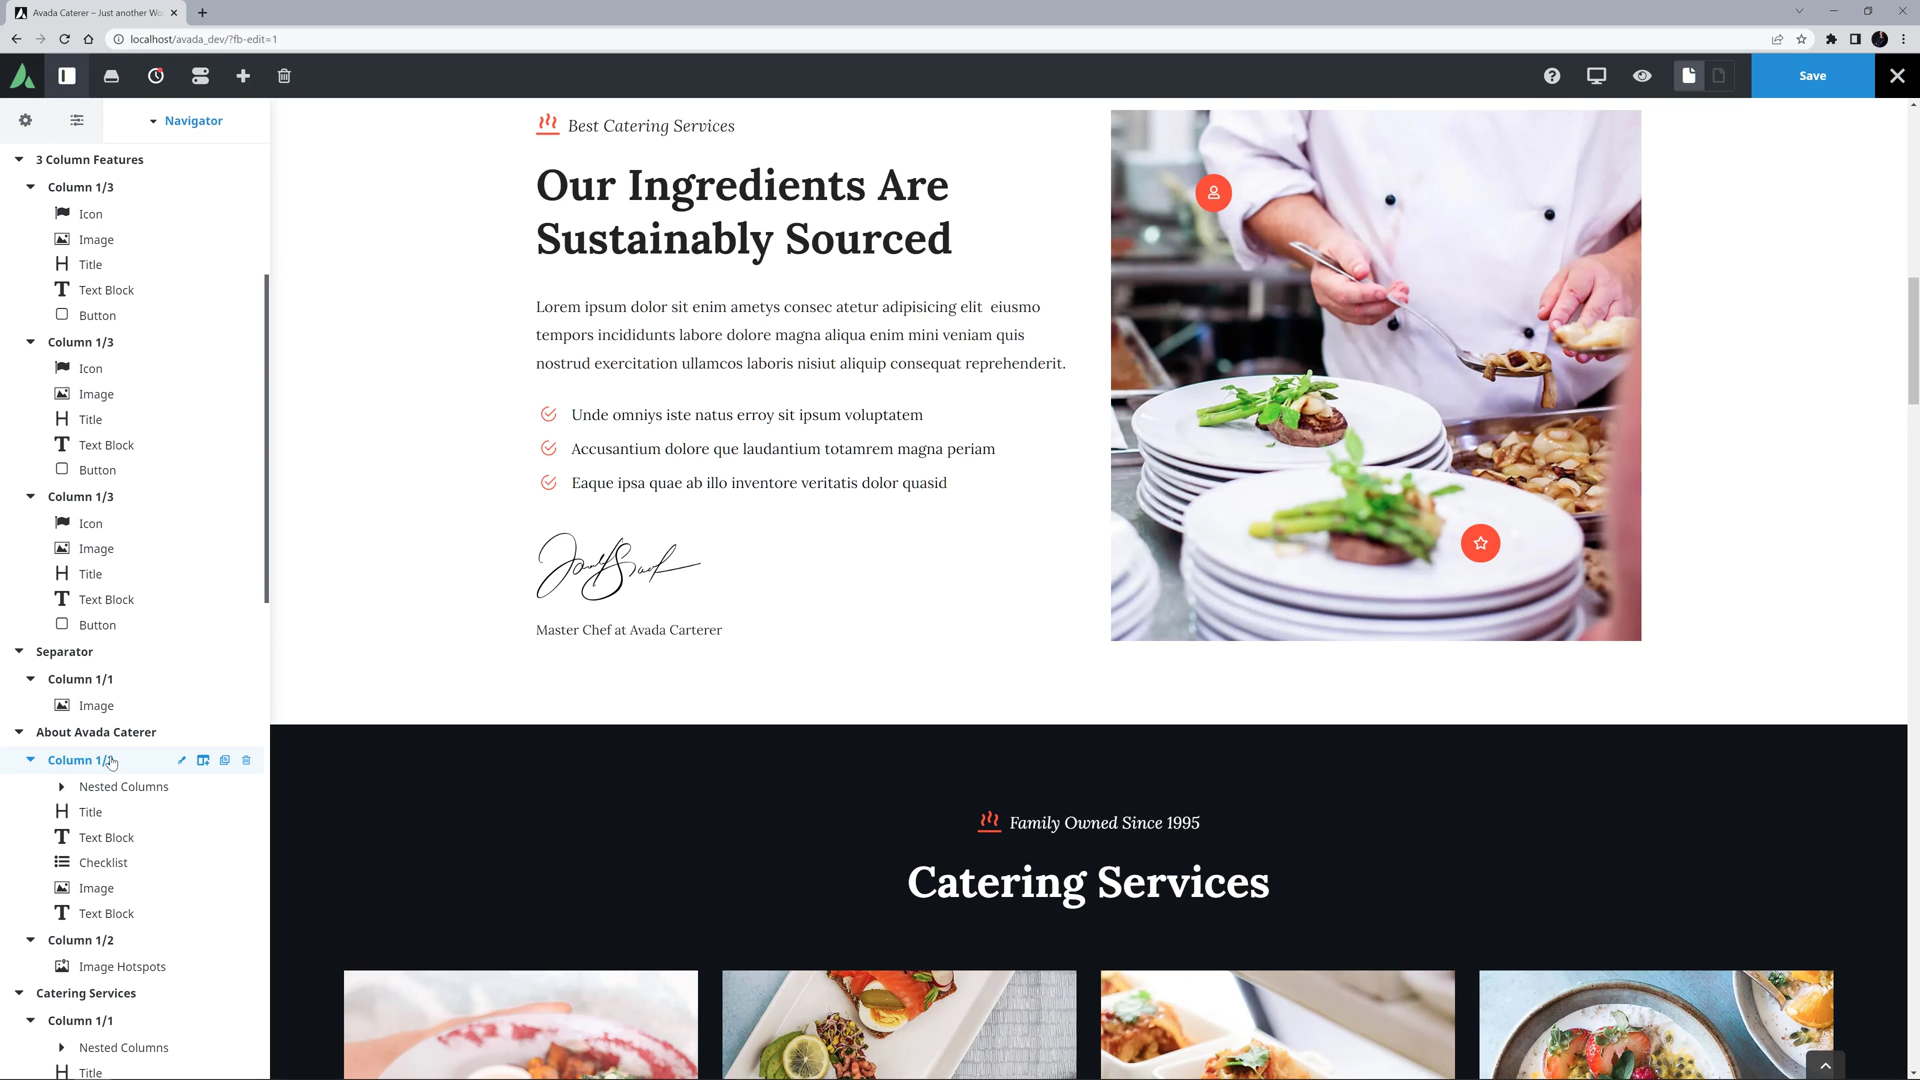 Avada Caterer – Just another Wo
localhost/avada_dev/?fb-edit=1
Save
Navigator
3 Column Features
Column 1/3
Icon
Image
Title
Text Block
Button
Column 1/3
Icon
Image
Title
Text Block
Button
Column 1/3
Icon
Image
Title
Text Block
Button
Separator
Column 1/1
Image
About Avada Caterer
Column 1/
Nested Columns
Title
Text Block
Checklist
Image
Text Block
Column 1/2
Image Hotspots
Catering Services
Column 1/1
Nested Columns
Title
Best Catering Services
Our Ingredients Are
Sustainably Sourced
Lorem ipsum dolor sit enim ametys consec atetur adipisicing elit eiusmo
tempors incididunts labore dolore magna aliqua enim mini veniam quis
nostrud exercitation ullamcos laboris nisiut aliquip consequat reprehenderit.
Unde omniys iste natus erroy sit ipsum voluptatem
Accusantium dolore que laudantium totamrem magna periam
Eaque ipsa quae ab illo inventore veritatis dolor quasid
Master Chef at Avada Carterer
Family Owned Since 1995
Catering Services